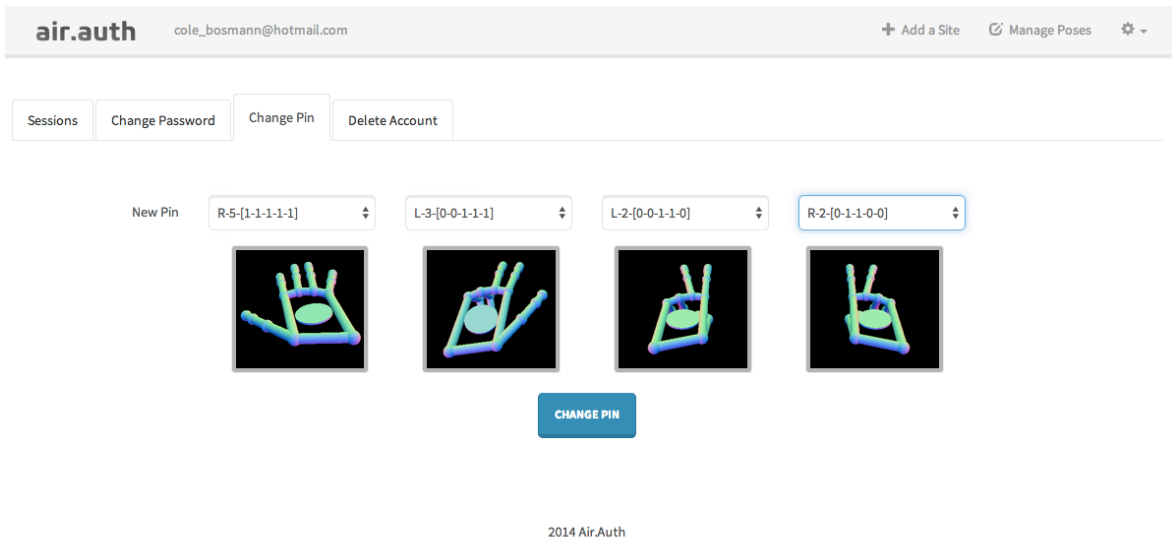 air.auth cole_bosmann@hotmail.com Add a Site Manage Poses
Sessions Change Password Change Pin Delete Account
New Pin R-5-[1-1-1-1-1] L-3-[0-0-1-1-1] L-2-[0-0-1-1-0] R-2-[0-1-1-0-0]
CHANGE PIN
2014 Air.Auth